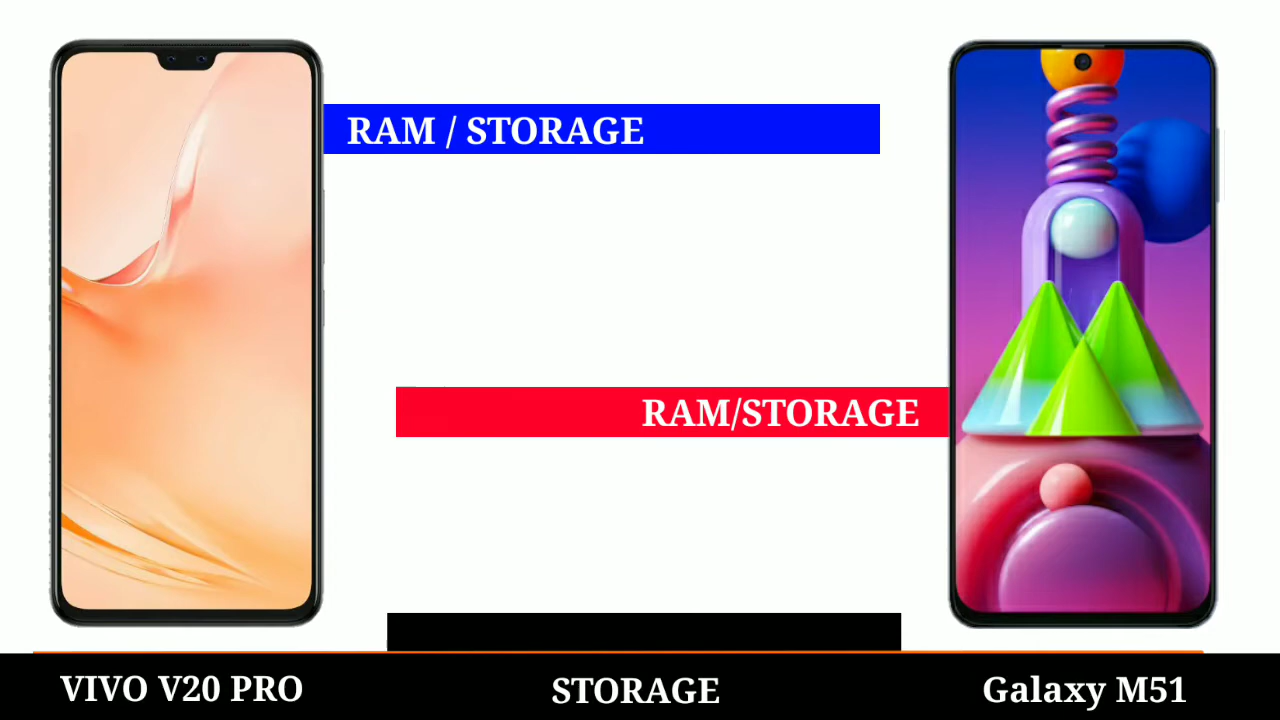 RAM / STORAGE
RAM/STORAGE
VIVO V20 PRO
STORAGE
Galaxy M51